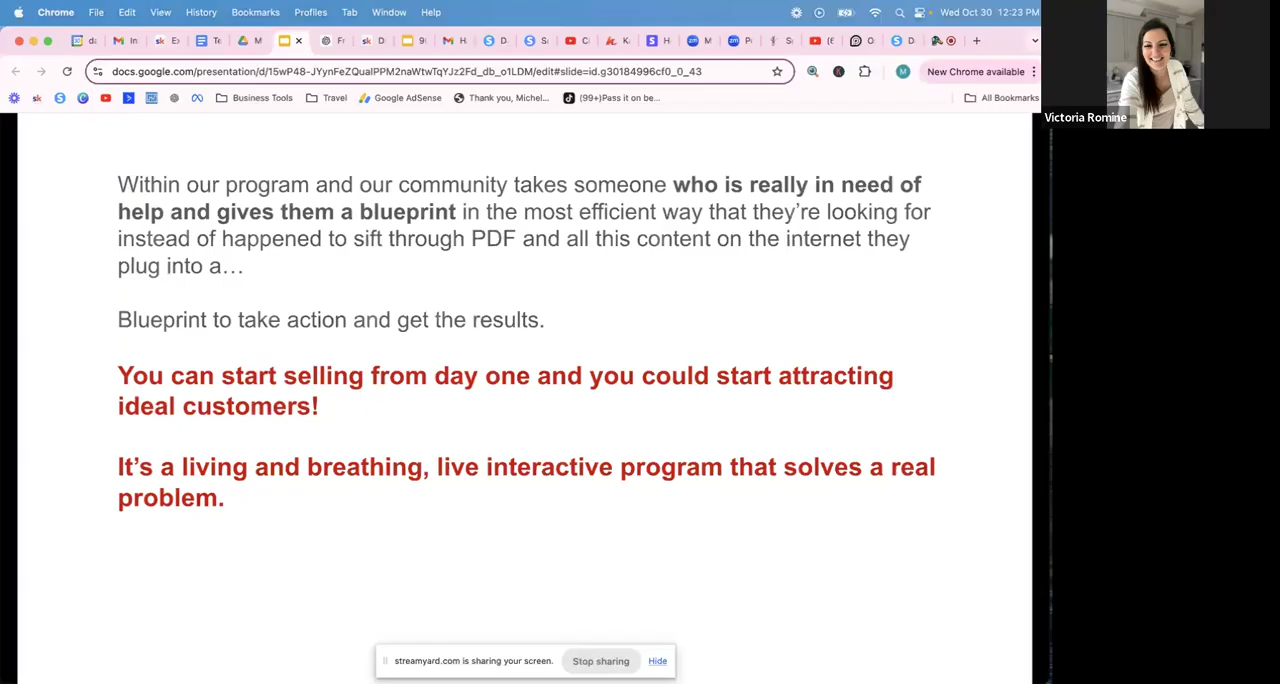 Chrome File Edit View History Bookmarks Profiles Tab Window Help Wed Oct 30 12:23 PM
docs.google.com/presentation/d/15wP48-JYynFeZQualPPM2naWtwTqYJz2Fd_db_o1LDM/edit#slide=id.g30184996cf0_0_43 New Chrome available
Business Tools Travel Google AdSense Thank you, Michel... (99+)Pass it on be... All Bookmarks
Victoria Romine
Within our program and our community takes someone who is really in need of
help and gives them a blueprint in the most efficient way that they're looking for
instead of happened to sift through PDF and all this content on the internet they
plug into a…
Blueprint to take action and get the results.
You can start selling from day one and you could start attracting
ideal customers!
It's a living and breathing, live interactive program that solves a real
problem.
streamyard.com is sharing your screen. Stop sharing Hide